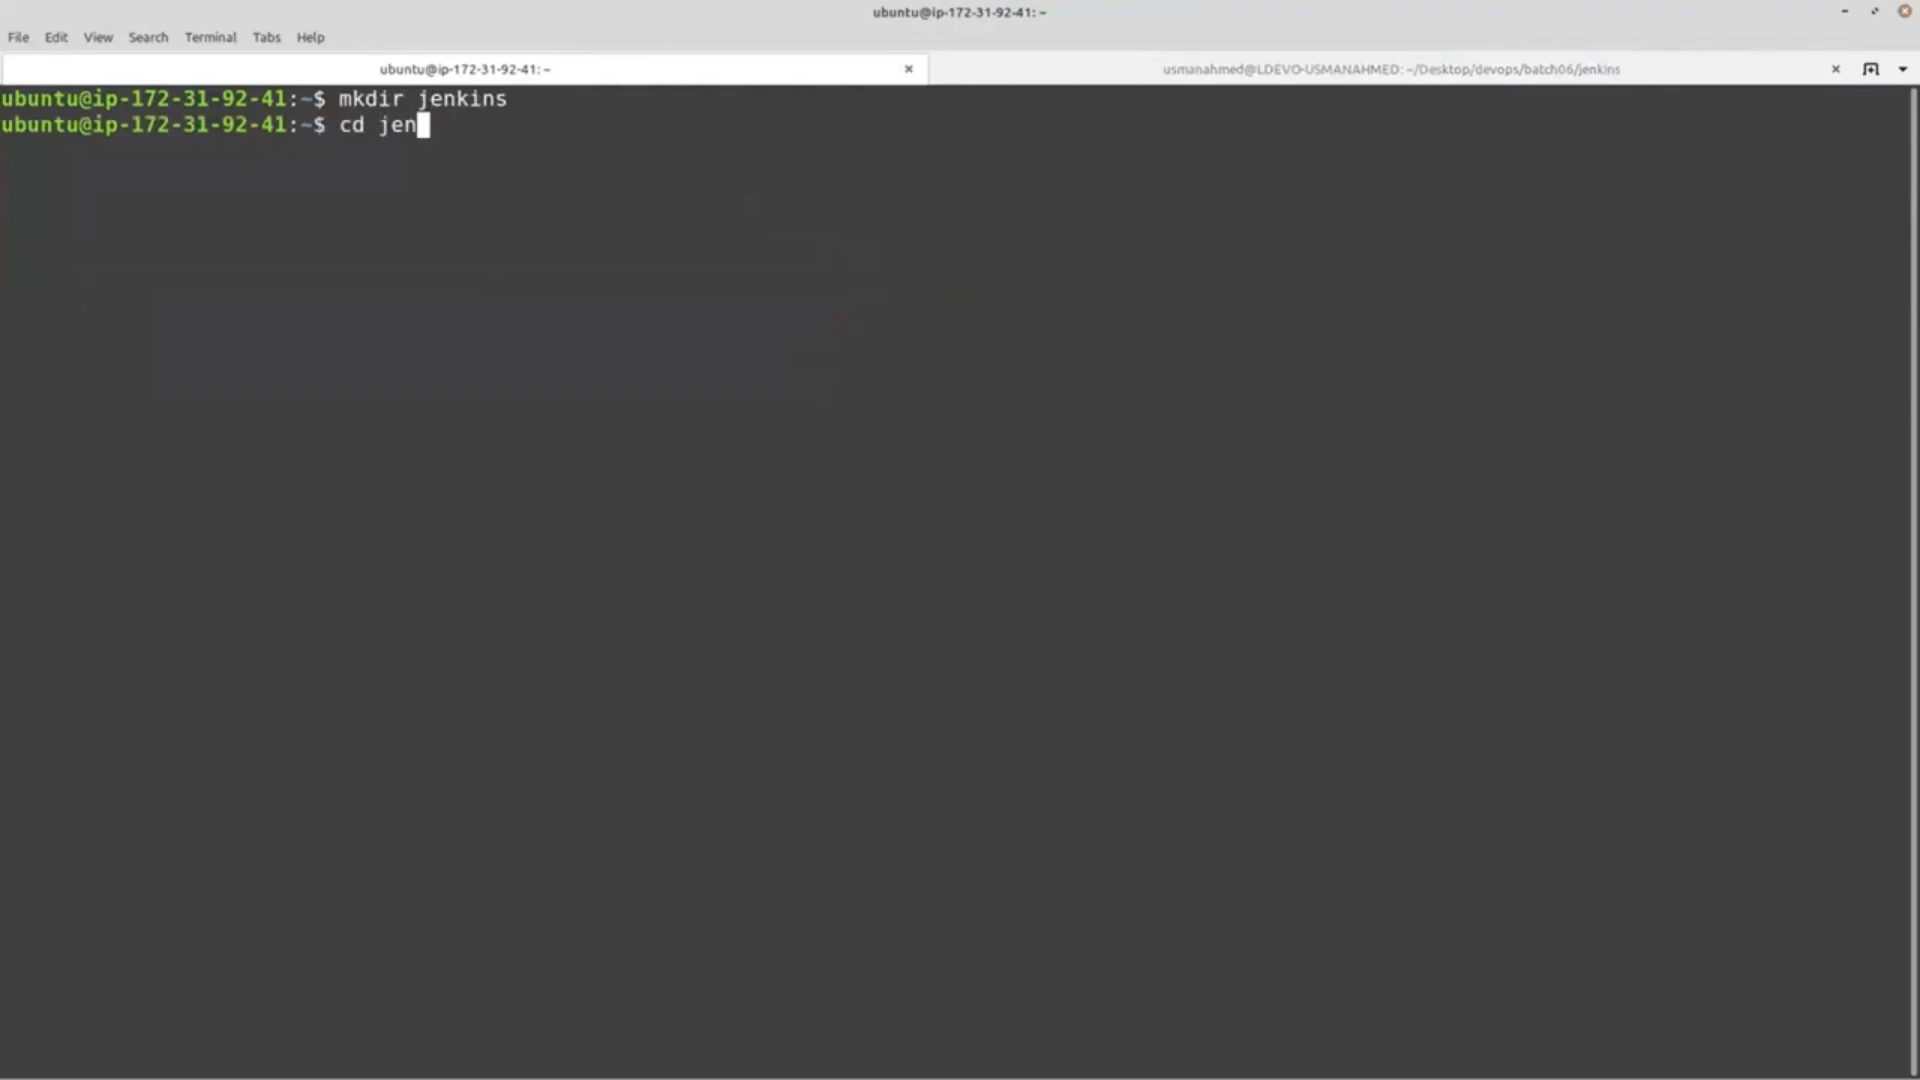 ubuntu@ip-172-31-92-41: ~
File Edit View Search Terminal Tabs Help
ubuntu@ip-172-31-92-41: ~ × usmanahmed@LDEVO-USMANAHMED: ~/Desktop/devops/batch06/jenkins ×
ubuntu@ip-172-31-92-41:~$ mkdir jenkins
ubuntu@ip-172-31-92-41:~$ cd jen